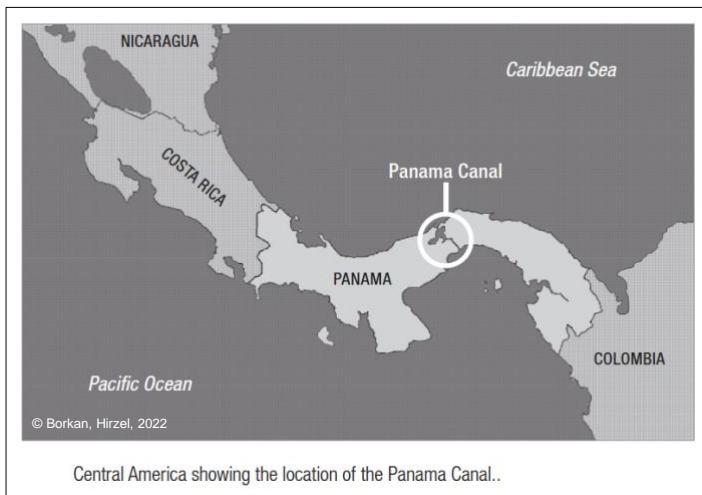 NICARAGUA
Caribbean Sea
COSTA RICA
Panama Canal
PANAMA
COLOMBIA
Pacific Ocean
© Borkan, Hirzel, 2022
Central America showing the location of the Panama Canal..